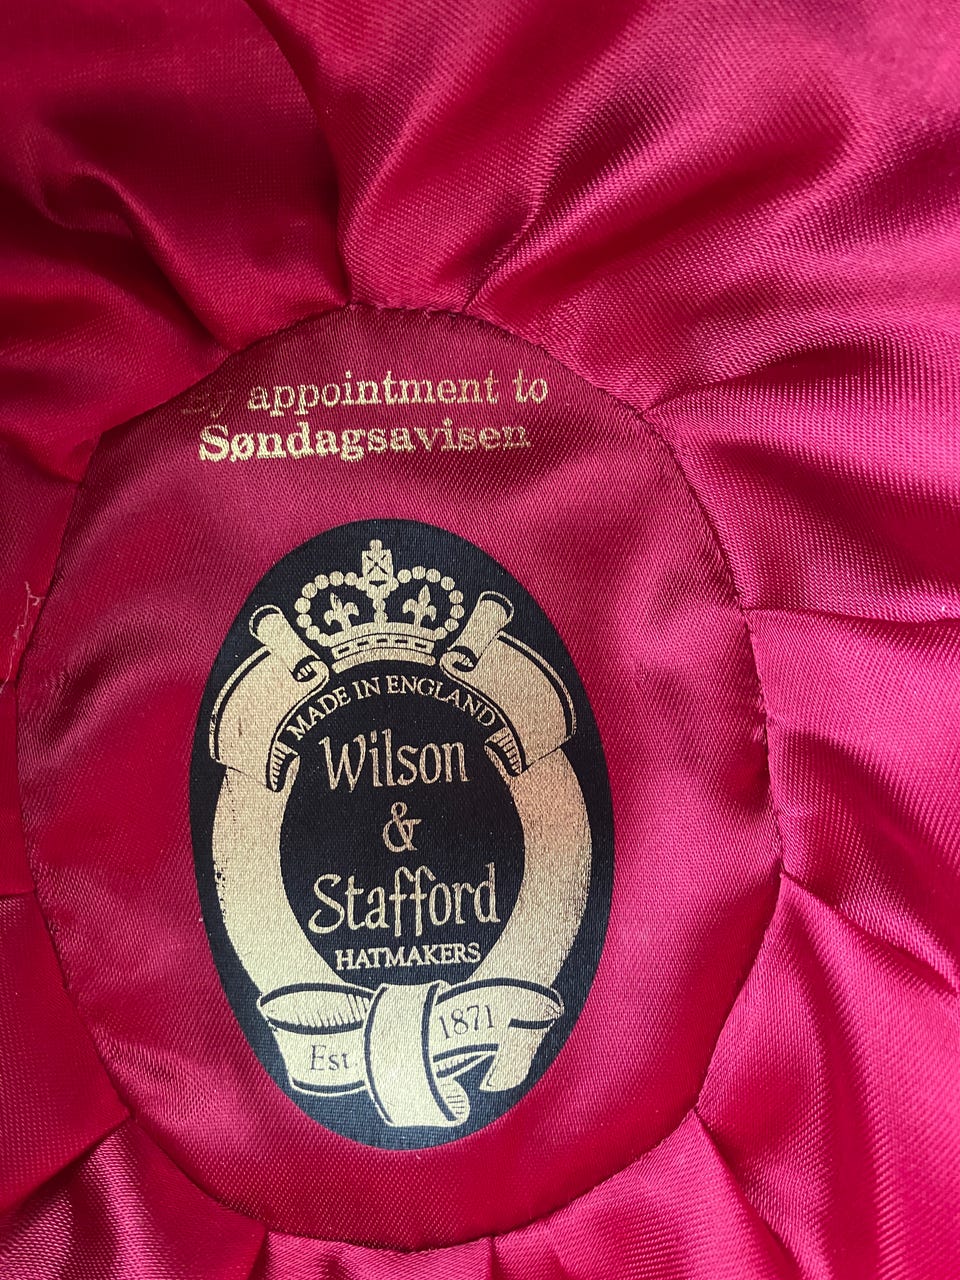 By appointment to
Søndagsavisen
MADE IN ENGLAND
Wilson
&
Stafford
HATMAKERS
Est. 1871